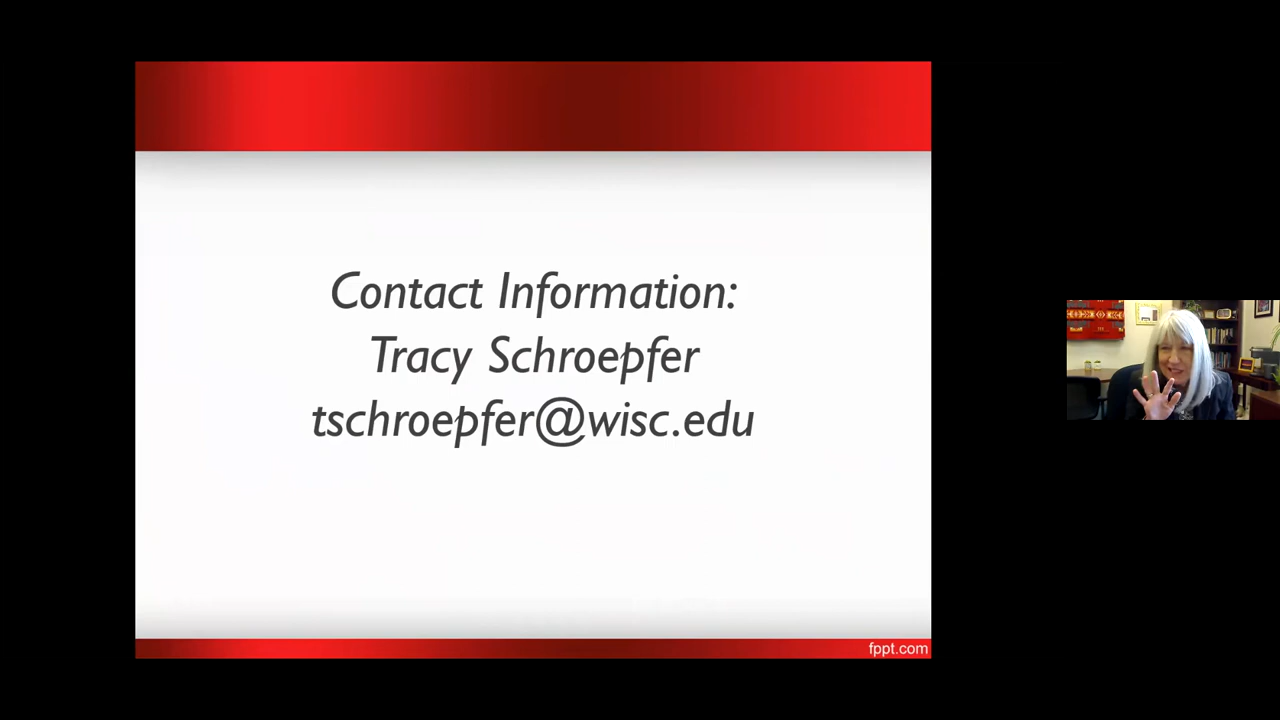 Contact Information:
Tracy Schroepfer
tschroepfer@wisc.edu
fppt.com